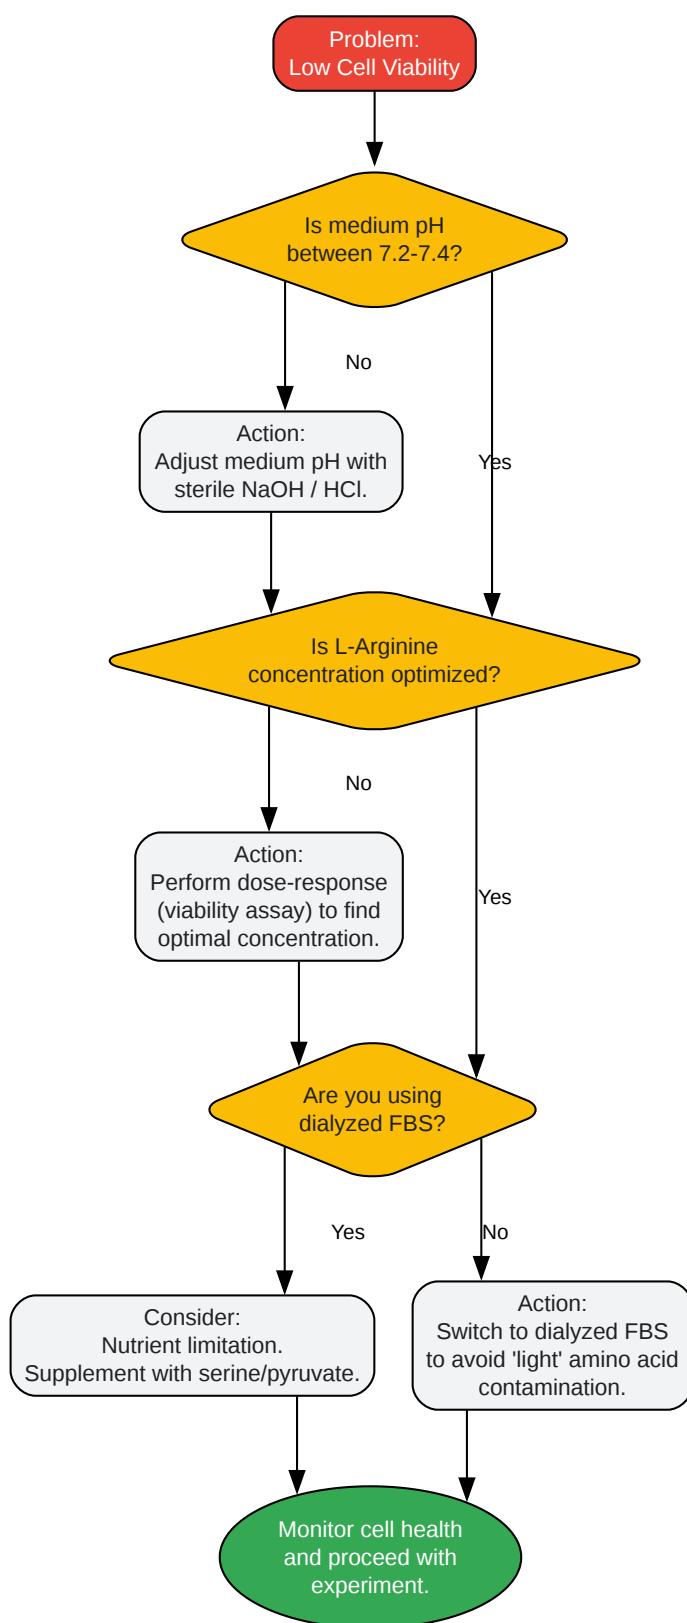 Problem:
Low Cell Viability
Is medium pH
between 7.2-7.4?
No
Action:
Adjust medium pH with
sterile NaOH / HCl.
Yes
Is L-Arginine
concentration optimized?
No
Action:
Perform dose-response
(viability assay) to find
optimal concentration.
Yes
Are you using
dialyzed FBS?
Yes
No
Consider:
Nutrient limitation.
Supplement with serine/pyruvate.
Action:
Switch to dialyzed FBS
to avoid 'light' amino acid
contamination.
Monitor cell health
and proceed with
experiment.